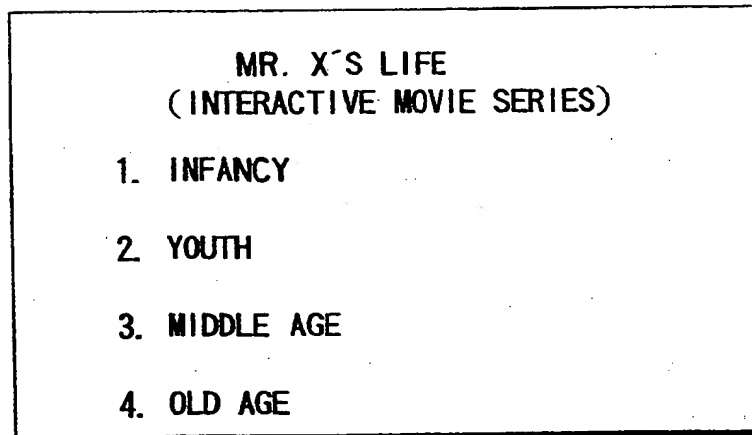 MR. X´S LIFE
(INTERACTIVE MOVIE SERIES)
1. INFANCY
2. YOUTH
3. MIDDLE AGE
4. OLD AGE